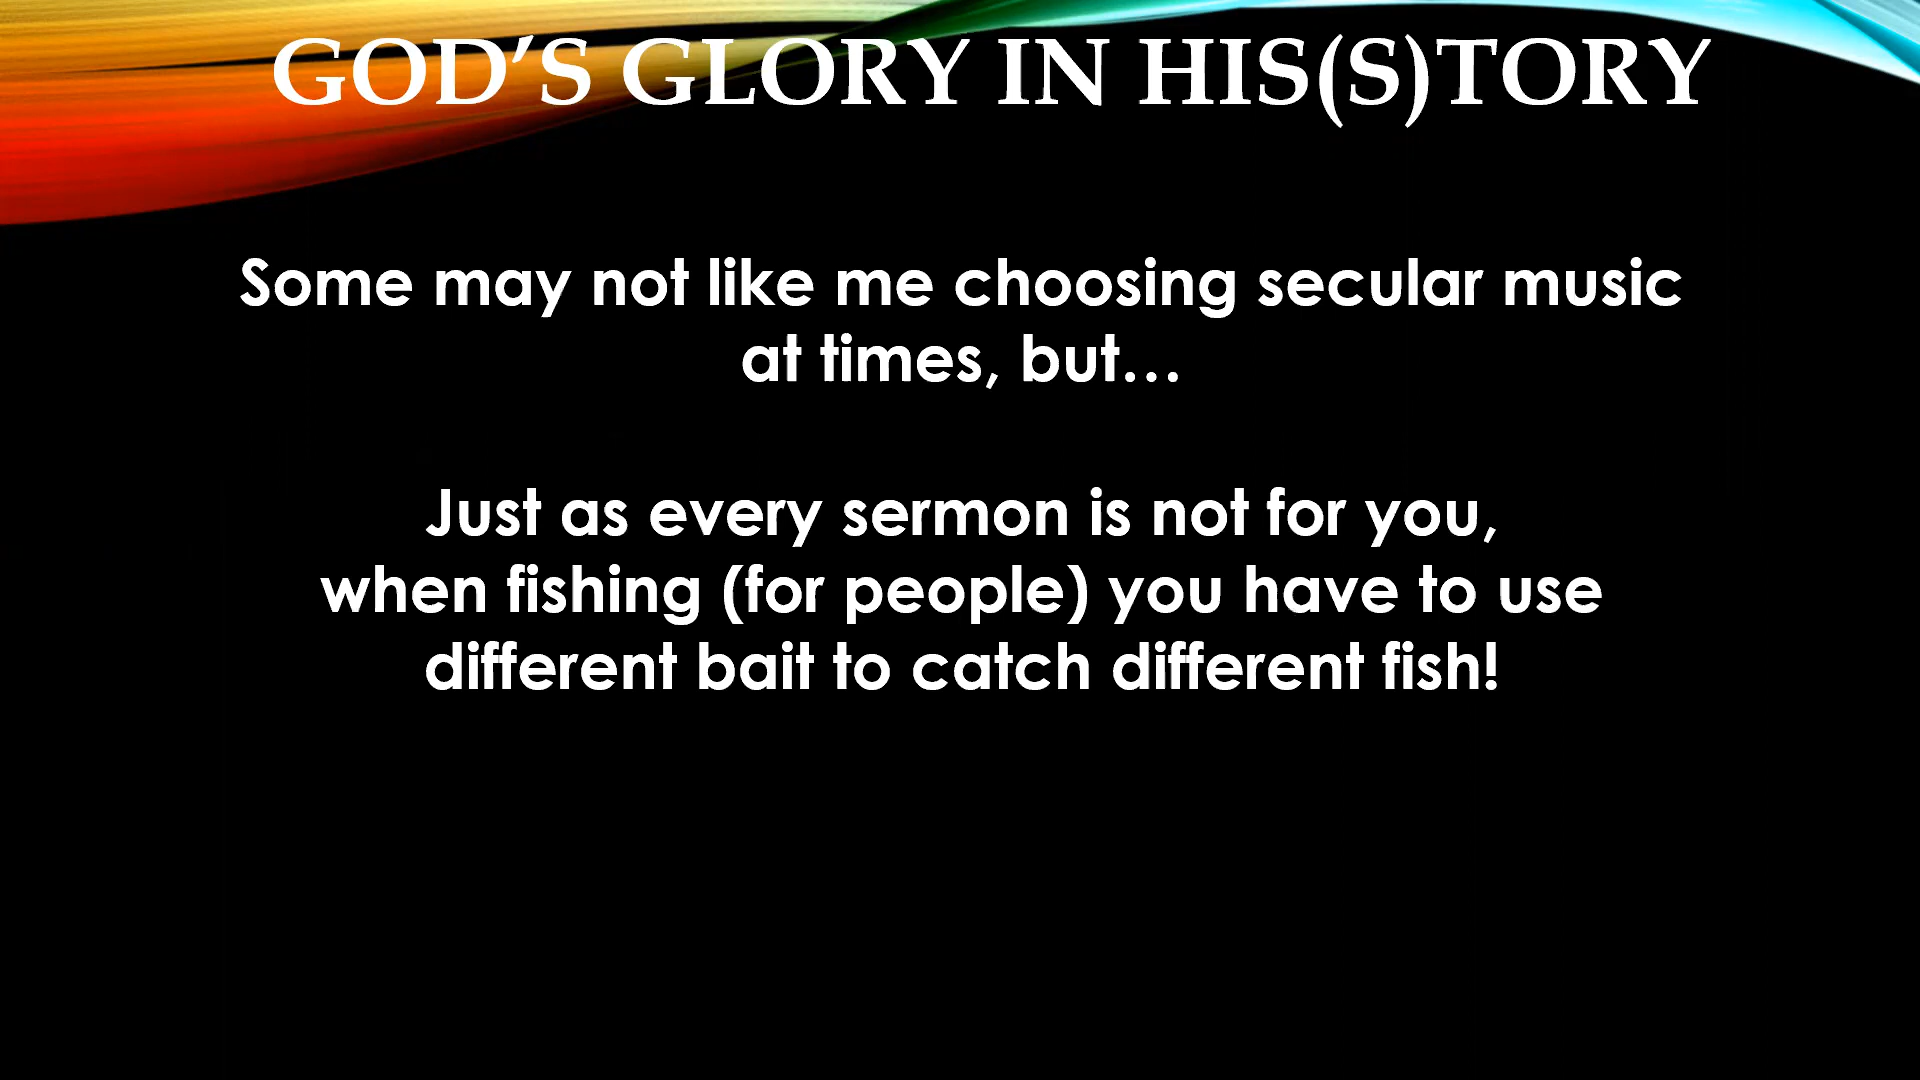 GOD’S GLORY IN HIS(S)TORY
Some may not like me choosing secular music
at times, but…
Just as every sermon is not for you,
when fishing (for people) you have to use
different bait to catch different fish!